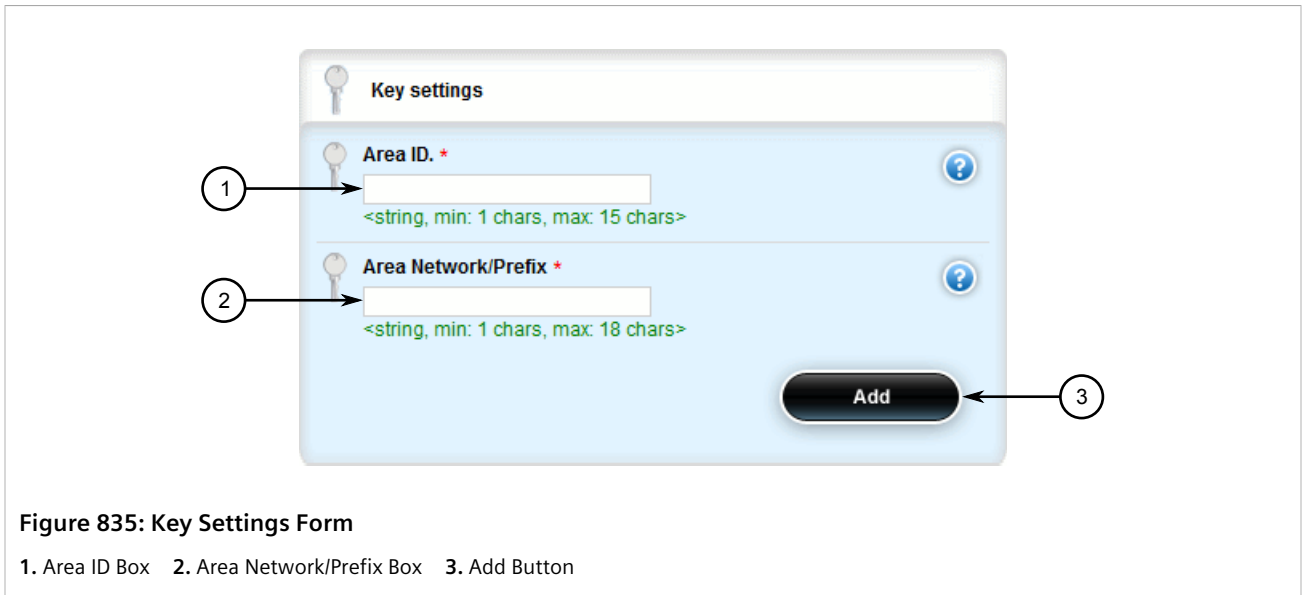 Key settings
Area ID. *
?
1
<string, min: 1 chars, max: 15 chars>
Area Network/Prefix *
?
2
<string, min: 1 chars, max: 18 chars>
Add
3
Figure 835: Key Settings Form
1. Area ID Box 2. Area Network/Prefix Box 3. Add Button